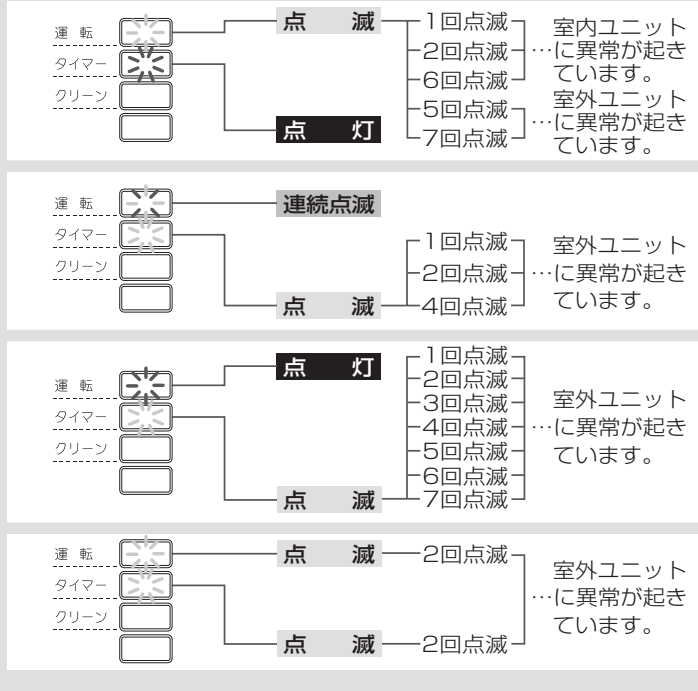 運 転
タイマー
クリーン
点 滅
点 灯
1回点滅
2回点滅
6回点滅
5回点滅
7回点滅
室内ユニット
…に異常が起き
ています。
室外ユニット
…に異常が起き
ています。
運 転
タイマー
クリーン
連続点滅
点 滅
1回点滅
2回点滅
4回点滅
室外ユニット
…に異常が起き
ています。
運 転
タイマー
クリーン
点 灯
点 滅
1回点滅
2回点滅
3回点滅
4回点滅
5回点滅
6回点滅
7回点滅
室外ユニット
…に異常が起き
ています。
運 転
タイマー
クリーン
点 滅
2回点滅
点 滅
2回点滅
室外ユニット
…に異常が起き
ています。